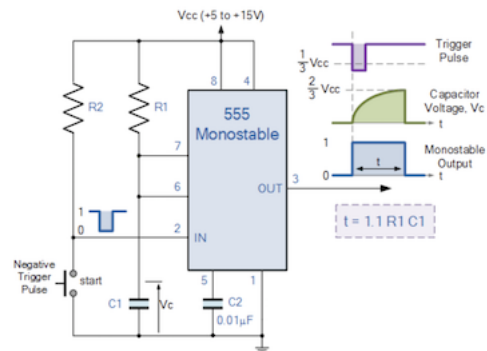 Vcc (+5 to +15V)
8
4
R2
R1
555
Monostable
7
6
3
OUT
2
IN
1
0
Negative
Trigger
Pulse
start
C1
Vc
5
1
C2
0.01µF
Trigger
Pulse
1/3 Vcc
2/3 Vcc
Capacitor
Voltage, Vc
t
1
Monostable
Output
t
0
t
t = 1.1 R1 C1